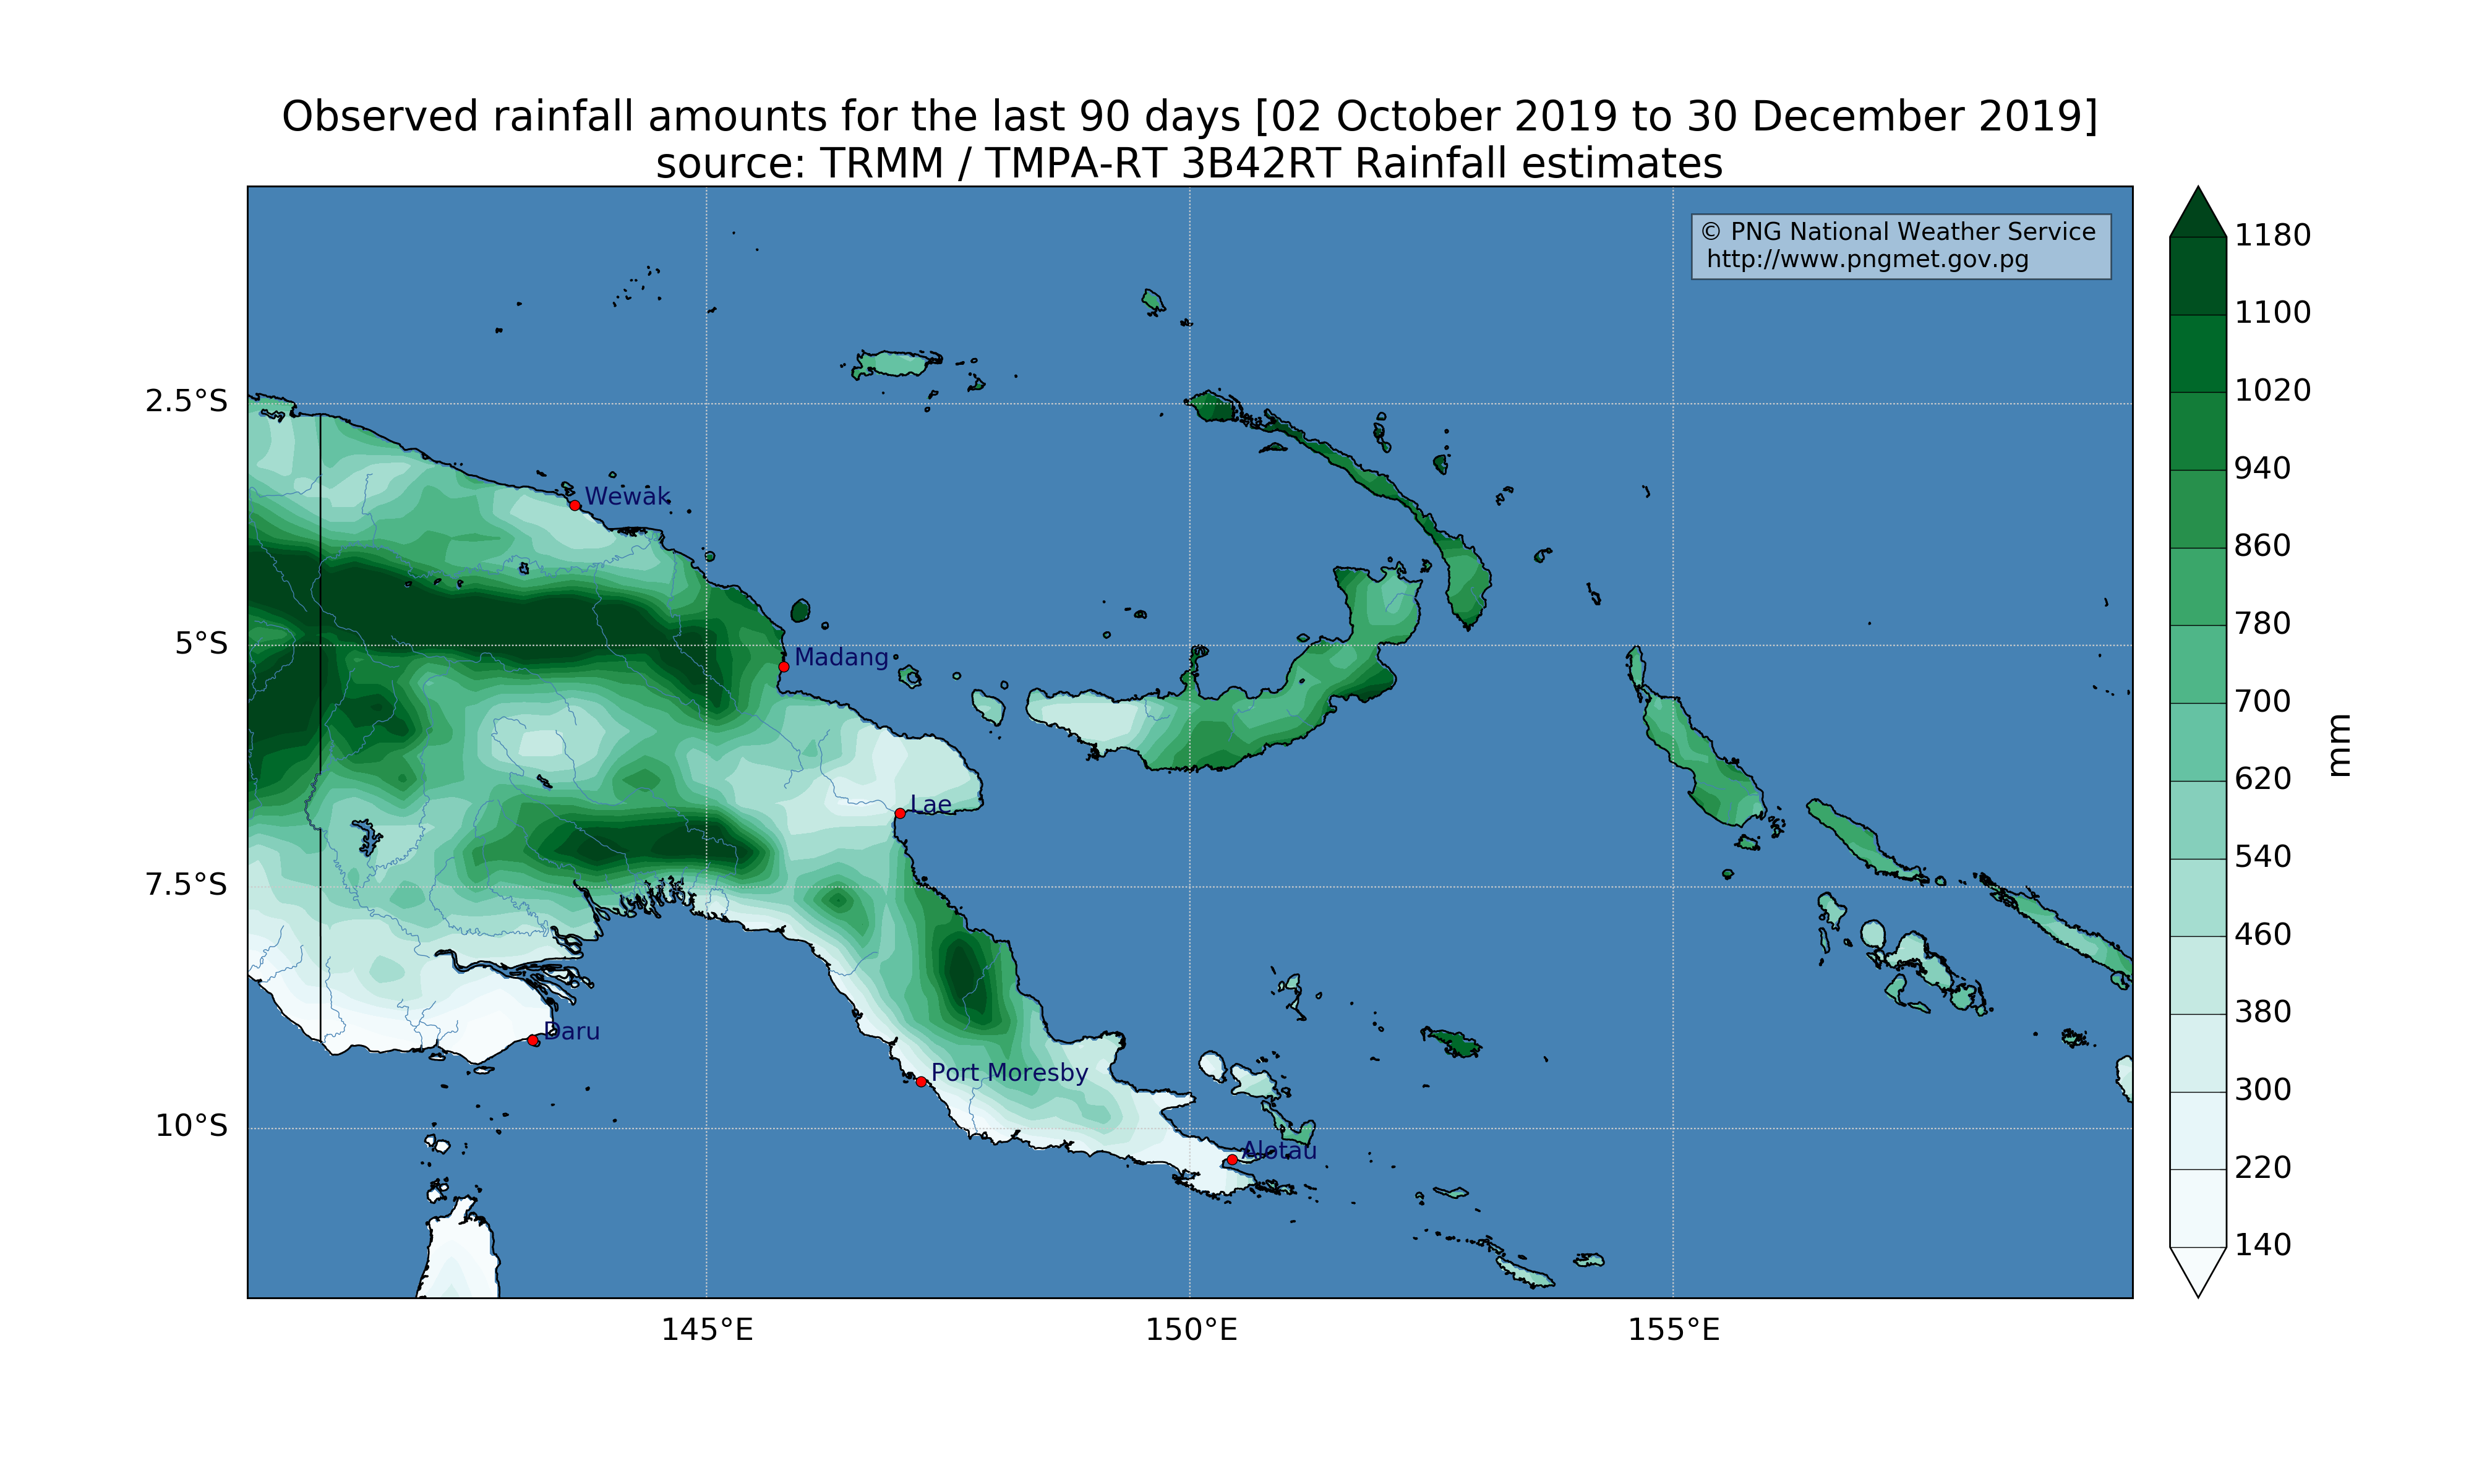 Observed rainfall amounts for the last 90 days [02 October 2019 to 30 December 2019]
source: TRMM / TMPA-RT 3B42RT Rainfall estimates
© PNG National Weather Service
http://www.pngmet.gov.pg
1180
1100
1020
940
860
780
700
620
540
460
380
300
220
140
mm
2.5°S
5°S
7.5°S
10°S
Wewak
Madang
Lae
Daru
Port Moresby
Alotau
145°E
150°E
155°E